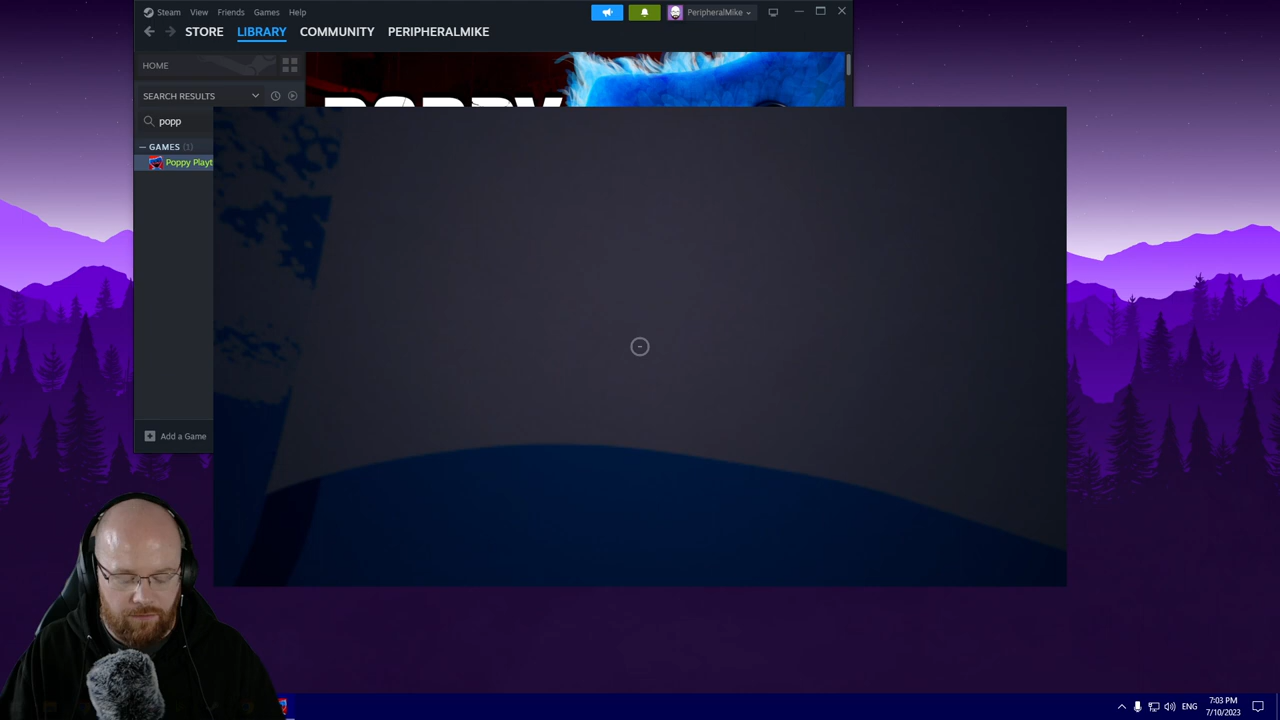 Steam View Friends Games Help
PeripheralMike
STORE LIBRARY COMMUNITY PERIPHERALMIKE
HOME
SEARCH RESULTS
popp
GAMES (1)
Poppy Playt
POPPY
Add a Game
ENG
7:03 PM
7/10/2023